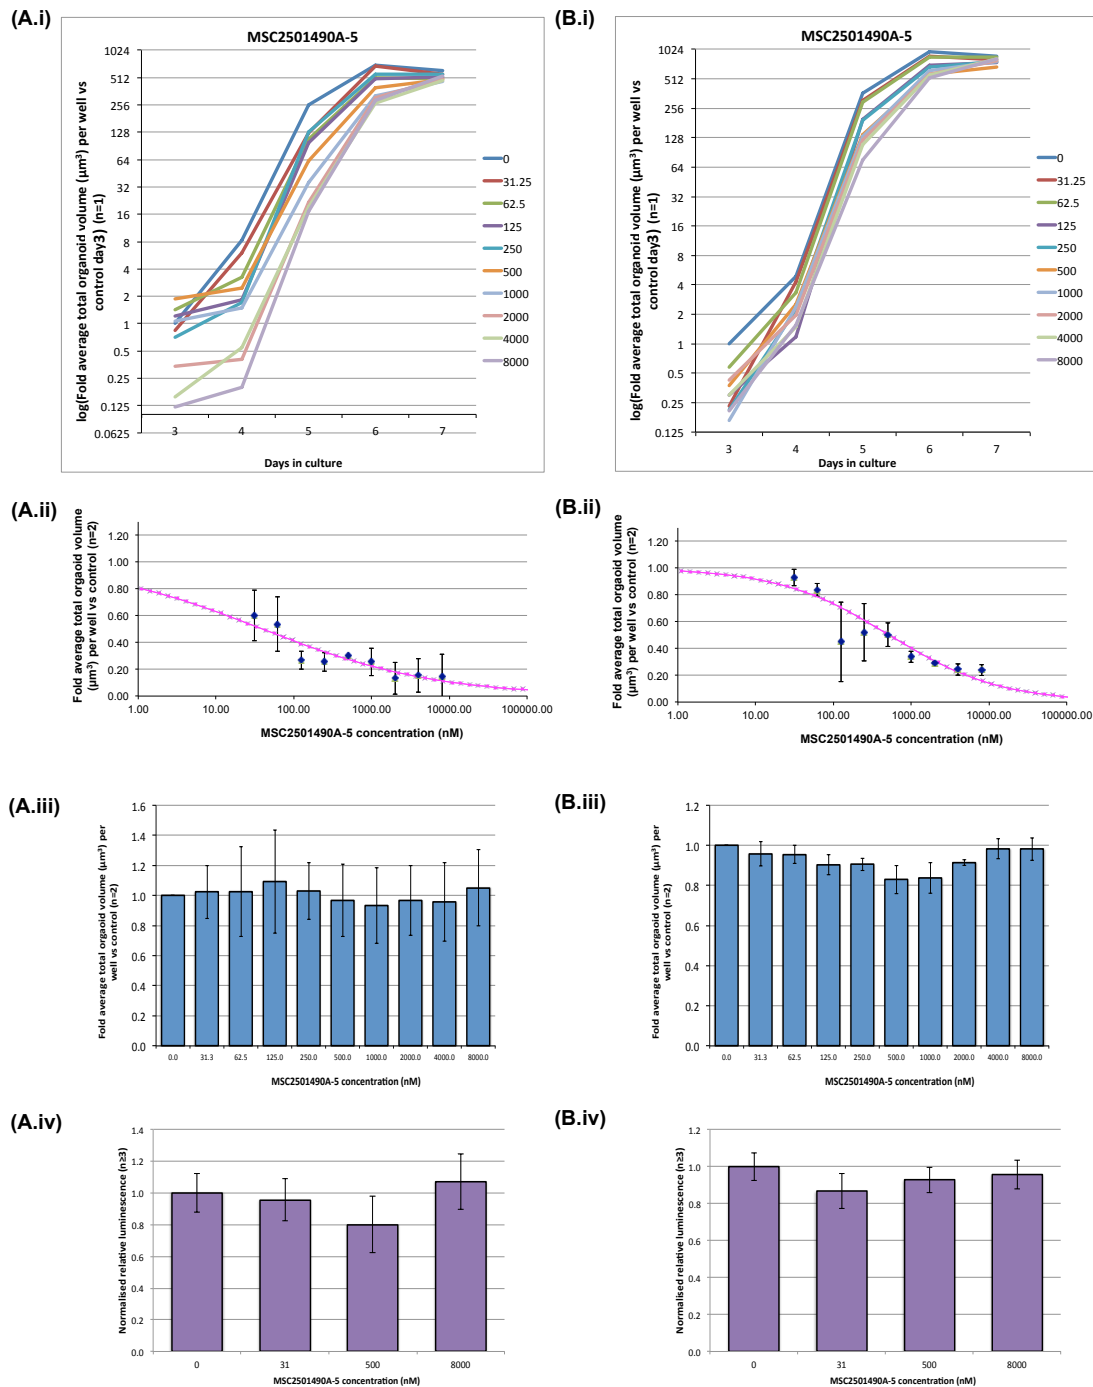 (A.i)
MSC2501490A-5
log(Fold average total organoid volume (µm³) per well vs
control day3) (n=1)
1024
512
256
128
64
32
16
8
4
2
1
0.5
0.25
0.125
0.0625
3 4 5 6 7
Days in culture
0
31.25
62.5
125
250
500
1000
2000
4000
8000
(B.i)
MSC2501490A-5
log(Fold average total organoid volume (µm³) per well vs
control day3) (n=1)
1024
512
256
128
64
32
16
8
4
2
1
0.5
0.25
0.125
3 4 5 6 7
Days in culture
0
31.25
62.5
125
250
500
1000
2000
4000
8000
(A.ii)
Fold average total orgaoid volume
(µm³) per well vs control (n=2)
1.20
1.00
0.80
0.60
0.40
0.20
0.00
1.00 10.00 100.00 1000.00 10000.00 100000.00
MSC2501490A-5 concentration (nM)
(B.ii)
Fold average total orgaoid volume
(µm³) per well vs control (n=2)
1.20
1.00
0.80
0.60
0.40
0.20
0.00
1.00 10.00 100.00 1000.00 10000.00 100000.00
MSC2501490A-5 concentration (nM)
(A.iii)
Fold average total orgaoid volume (µm³) per
well vs control (n=2)
1.6
1.4
1.2
1.0
0.8
0.6
0.4
0.2
0.0
0.0 31.3 62.5 125.0 250.0 500.0 1000.0 2000.0 4000.0 8000.0
MSC2501490A-5 concentration (nM)
(B.iii)
Fold average total orgaoid volume (µm³) per
well vs control (n=2)
1.2
1.0
0.8
0.6
0.4
0.2
0.0
0.0 31.3 62.5 125.0 250.0 500.0 1000.0 2000.0 4000.0 8000.0
MSC2501490A-5 concentration (nM)
(A.iv)
Normalised relative luminescence (n≥3)
1.4
1.2
1.0
0.8
0.6
0.4
0.2
0.0
0 31 500 8000
MSC2501490A-5 concentration (nM)
(B.iv)
Normalised relative luminescence (n≥3)
1.2
1.0
0.8
0.6
0.4
0.2
0.0
0 31 500 8000
MSC2501490A-5 concentration (nM)